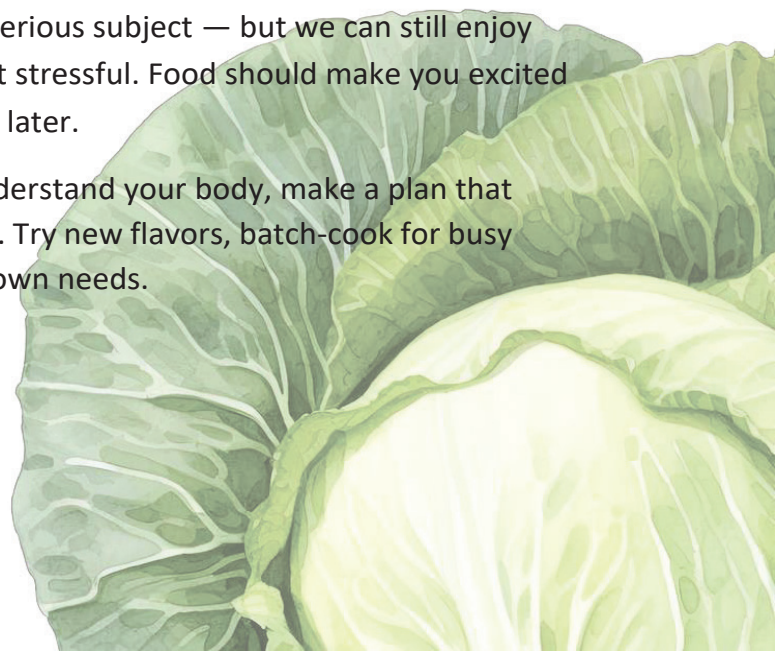 erious subject — but we can still enjoy
t stressful. Food should make you excited
later.
derstand your body, make a plan that
. Try new flavors, batch-cook for busy
own needs.